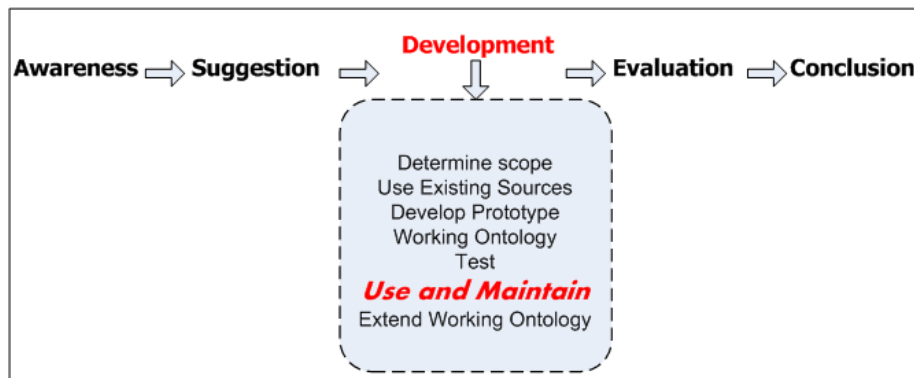 Development
Awareness Suggestion Evaluation Conclusion
Determine scope
Use Existing Sources
Develop Prototype
Working Ontology
Test
Use and Maintain
Extend Working Ontology